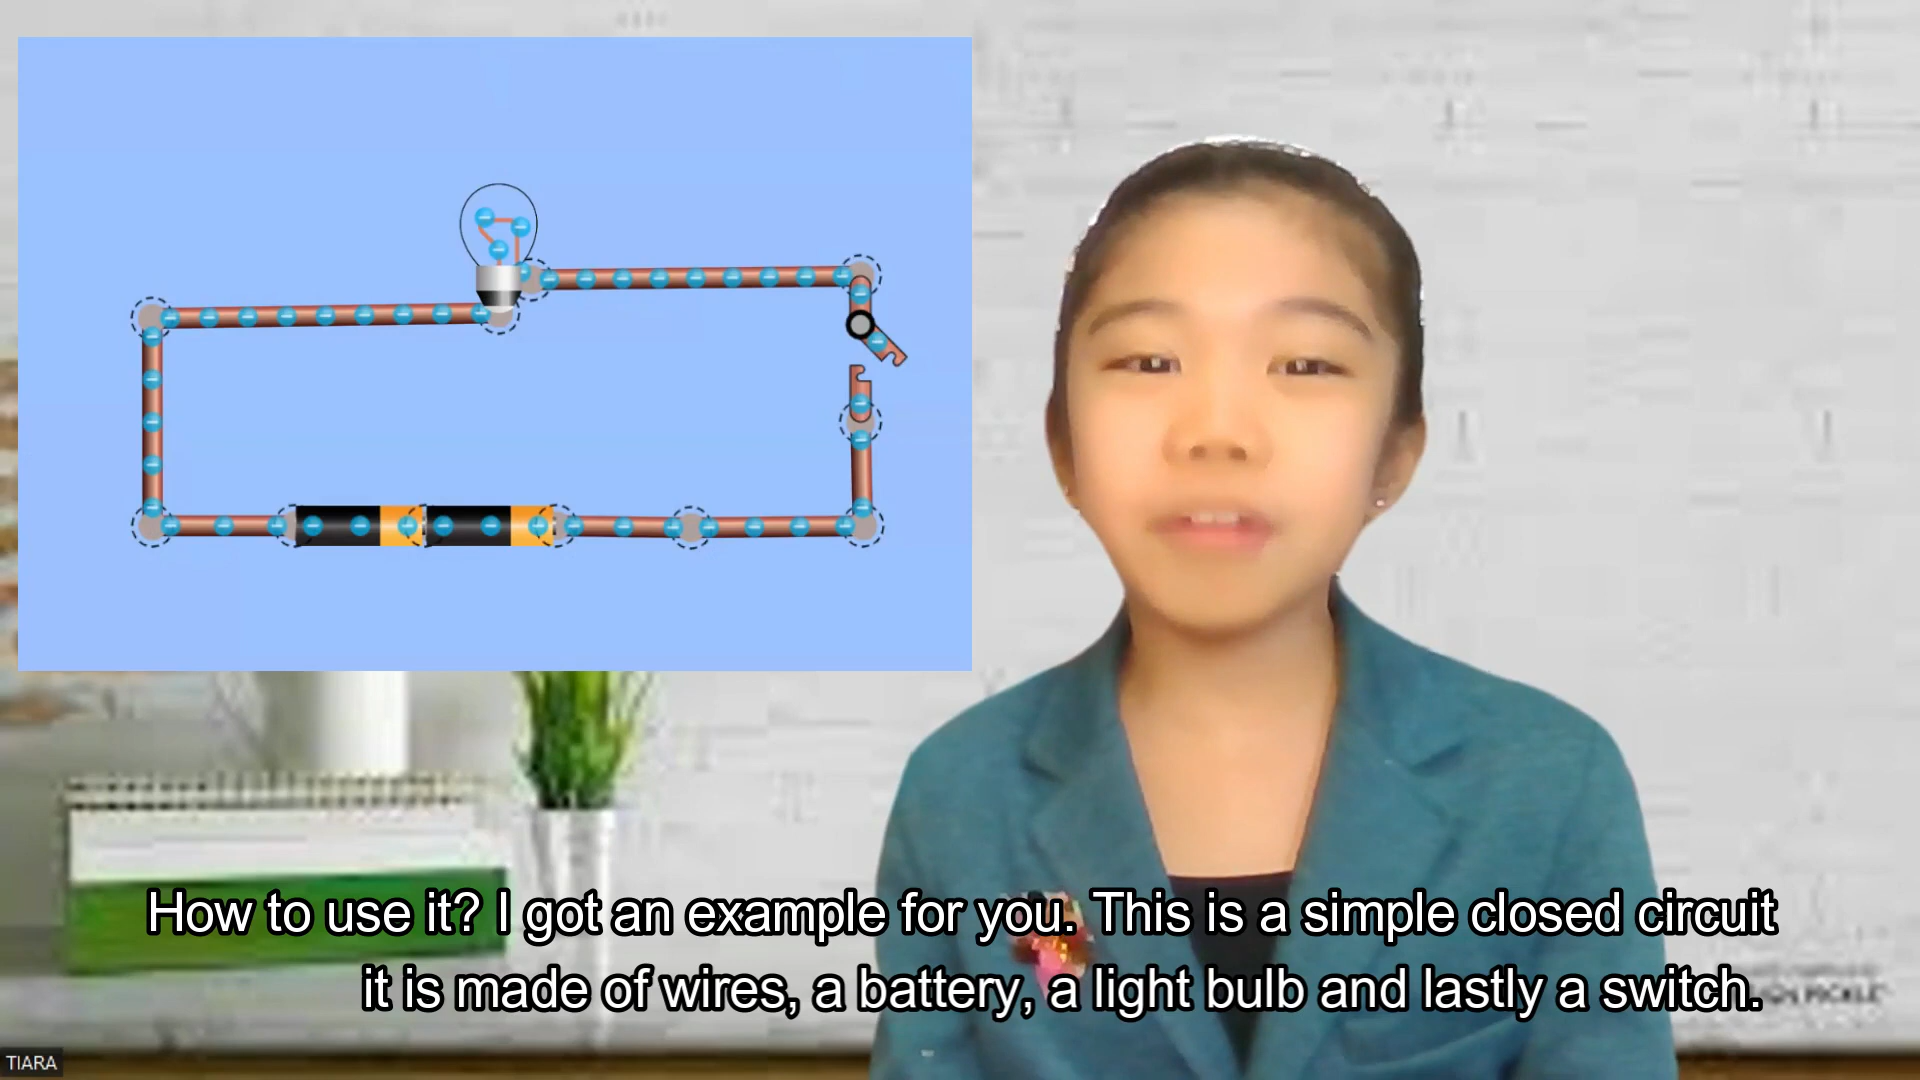 How to use it? I got an example for you. This is a simple closed circuit
it is made of wires, a battery, a light bulb and lastly a switch.
TIARA